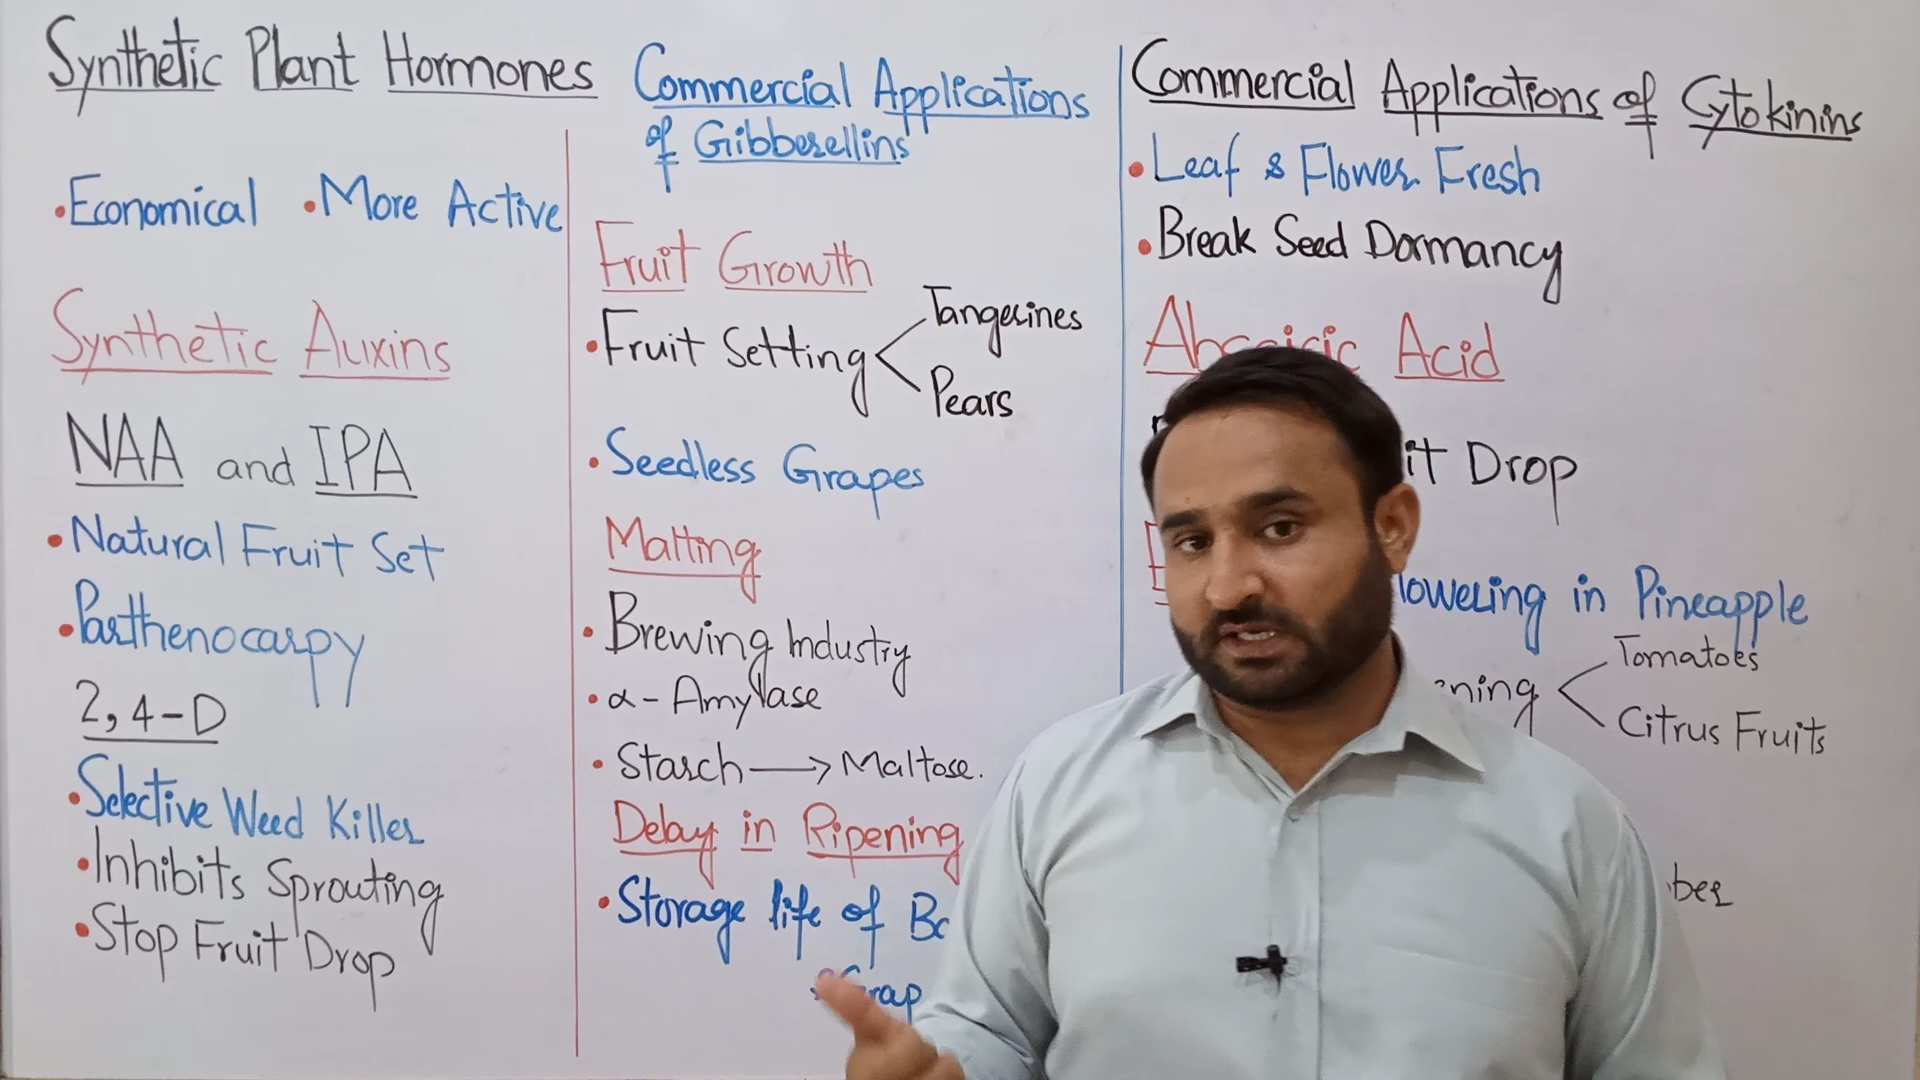 Synthetic Plant Hormones
• Economical • More Active
Synthetic Auxins
NAA and IPA
• Natural Fruit Set
• Parthenocarpy
2,4-D
• Selective Weed Killer
• Inhibits Sprouting
• Stop Fruit Drop
Commercial Applications
of Gibberellins
Fruit Growth
• Fruit Setting
Tangerines
Pears
• Seedless Grapes
Malting
• Brewing Industry
• α-Amylase
• Starch → Maltose.
Delay in Ripening
• Storage life of
Commercial Applications of Cytokinins
• Leaf & Flower Fresh
• Break Seed Dormancy
Abscisic Acid
Drop
in Pineapple
Tomatoes
Citrus Fruits